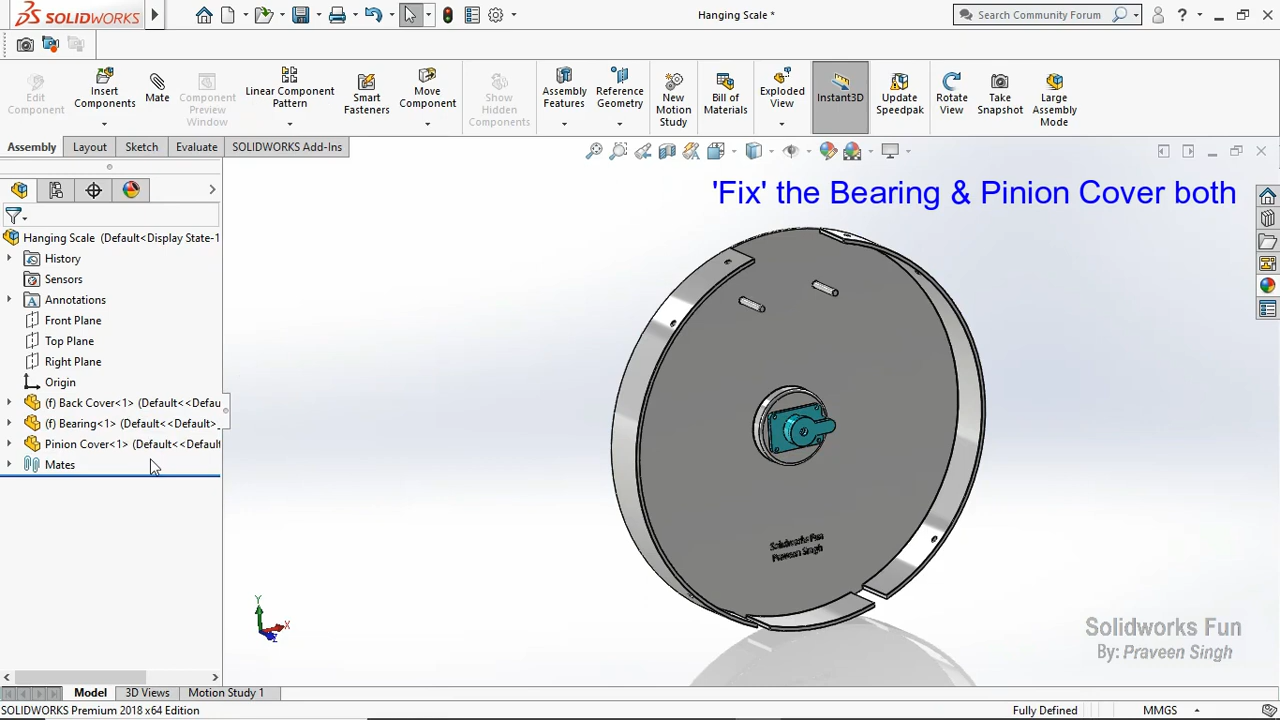 SOLIDWORKS
Hanging Scale *
Search Community Forum
Edit Component
Insert Components
Mate
Component Preview Window
Linear Component Pattern
Smart Fasteners
Move Component
Show Hidden Components
Assembly Features
Reference Geometry
New Motion Study
Bill of Materials
Exploded View
Instant3D
Update Speedpak
Rotate View
Take Snapshot
Large Assembly Mode
Assembly Layout Sketch Evaluate SOLIDWORKS Add-Ins
'Fix' the Bearing & Pinion Cover both
Hanging Scale (Default<Display State-1
History
Sensors
Annotations
Front Plane
Top Plane
Right Plane
Origin
(f) Back Cover<1> (Default<<Defau
(f) Bearing<1> (Default<<Default>_
Pinion Cover<1> (Default<<Default
Mates
Solidworks Fun
Praveen Singh
Y
X
Z
Solidworks Fun
By: Praveen Singh
Model 3D Views Motion Study 1
SOLIDWORKS Premium 2018 x64 Edition
Fully Defined
MMGS